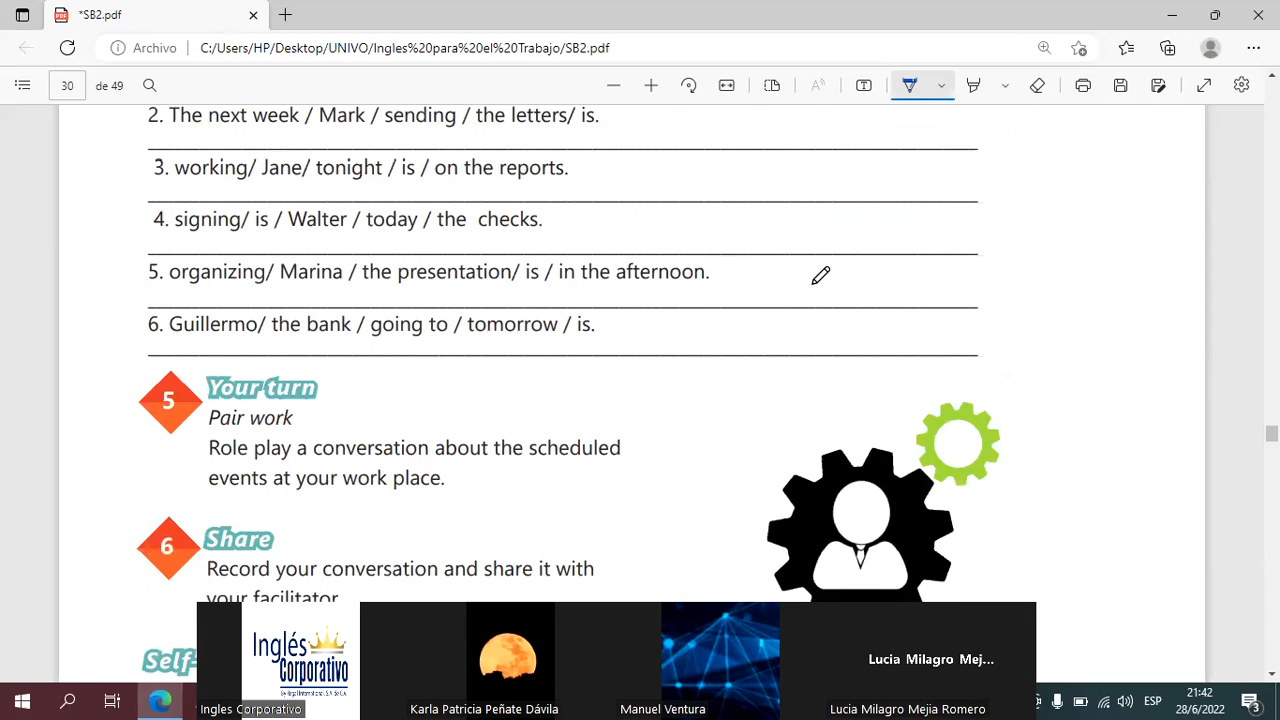 *SB2.pdf
Archivo C:/Users/HP/Desktop/UNIVO/Ingles%20para%20el%20Trabajo/SB2.pdf
30 de 49
2. The next week / Mark / sending / the letters/ is.
3. working/ Jane/ tonight / is / on the reports.
4. signing/ is / Walter / today / the checks.
5. organizing/ Marina / the presentation/ is / in the afternoon.
6. Guillermo/ the bank / going to / tomorrow / is.
5 Your turn
Pair work
Role play a conversation about the scheduled
events at your work place.
6 Share
Record your conversation and share it with
your facilitator
Self-
Inglés
Corporativo
Lucia Milagro Mej...
Ingles Corporativo
Karla Patricia Peñate Dávila
Manuel Ventura
Lucia Milagro Mejia Romero
ESP
28/6/2022
3